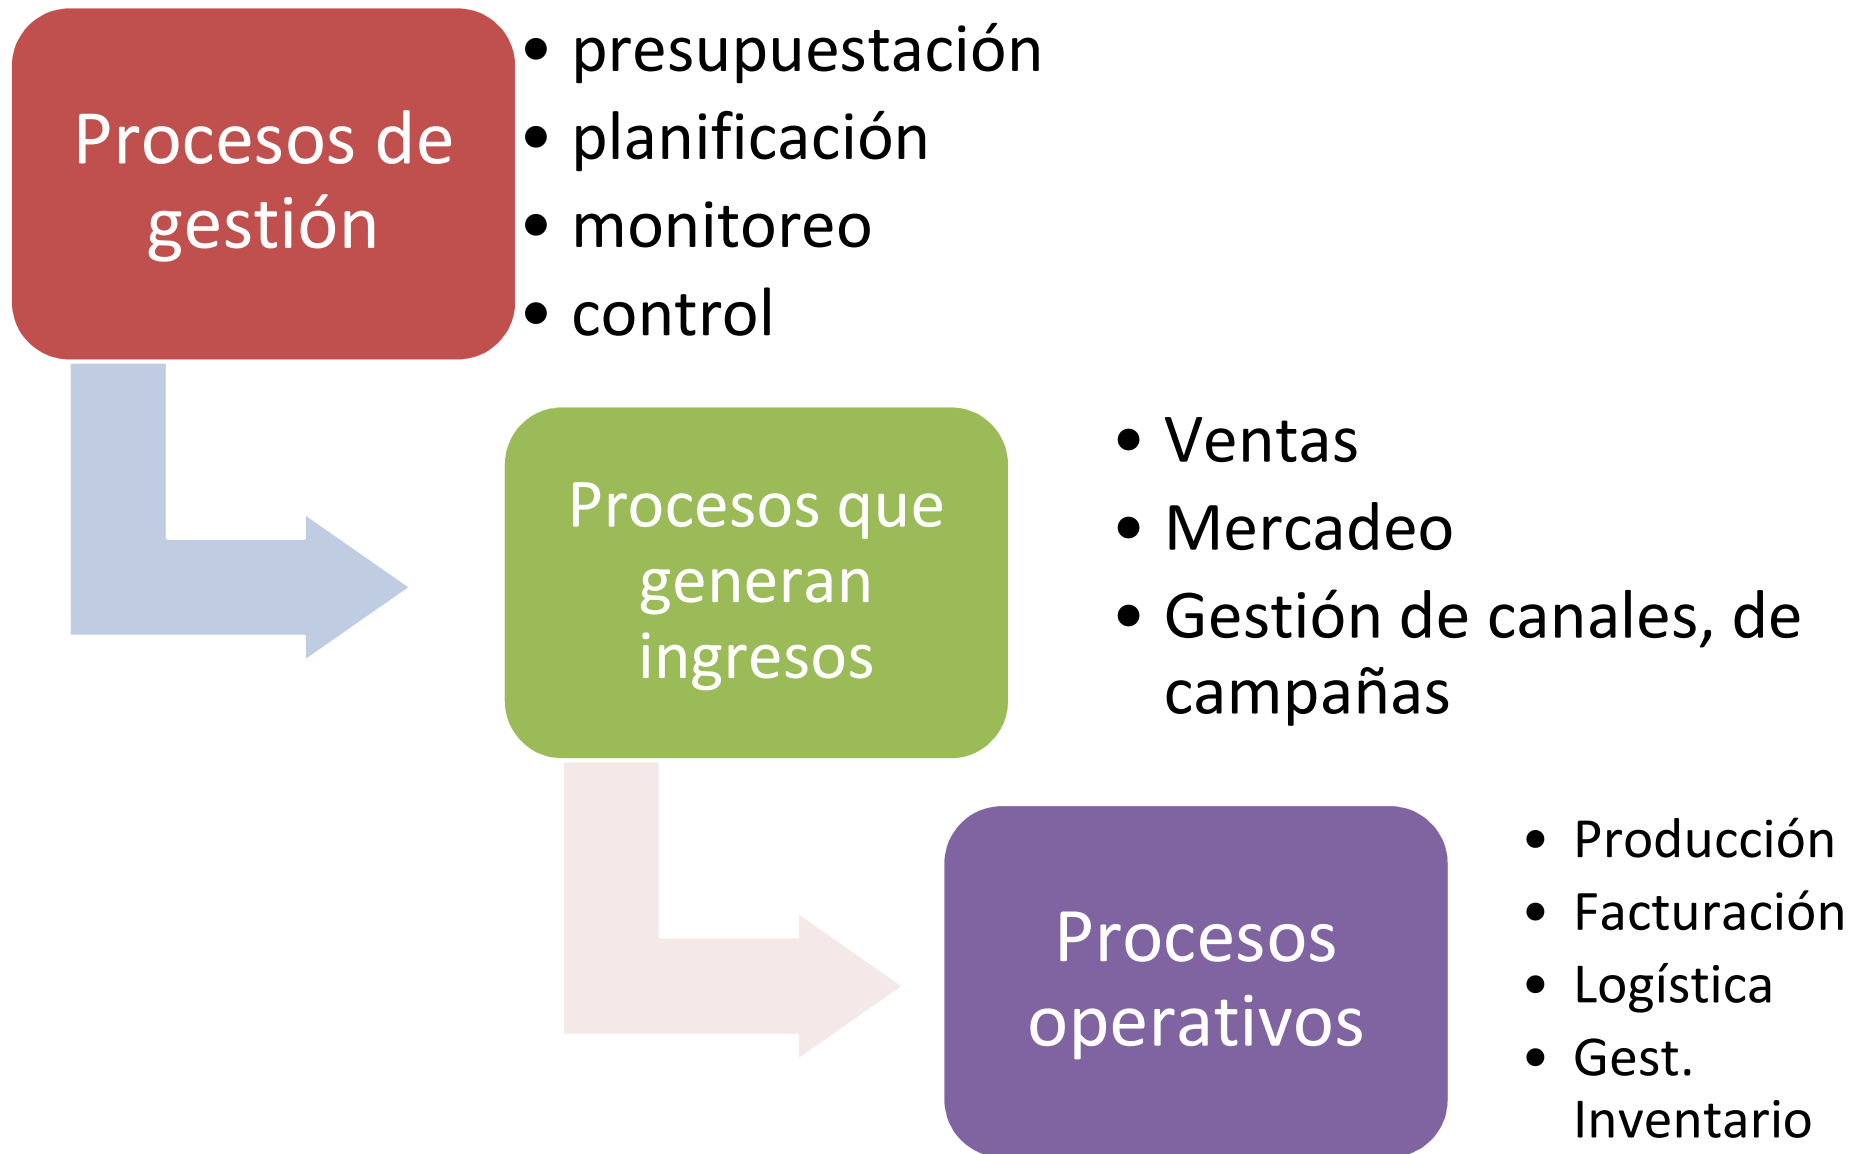 Procesos de
gestión
• presupuestación
• planificación
• monitoreo
• control
Procesos que
generan
ingresos
• Ventas
• Mercadeo
• Gestión de canales, de
campañas
Procesos
operativos
• Producción
• Facturación
• Logística
• Gest.
Inventario